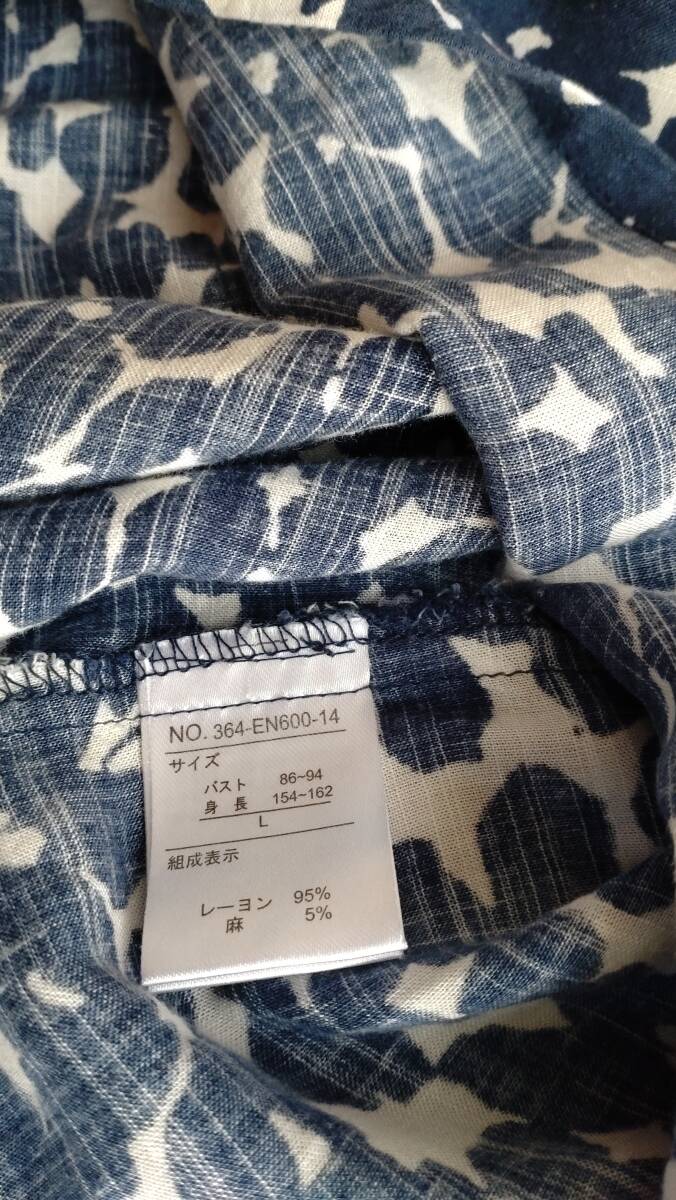 NO. 364-EN600-14
サイズ
バスト 86~94
身長 154~162
L
組成表示
レーヨン 95%
麻 5%